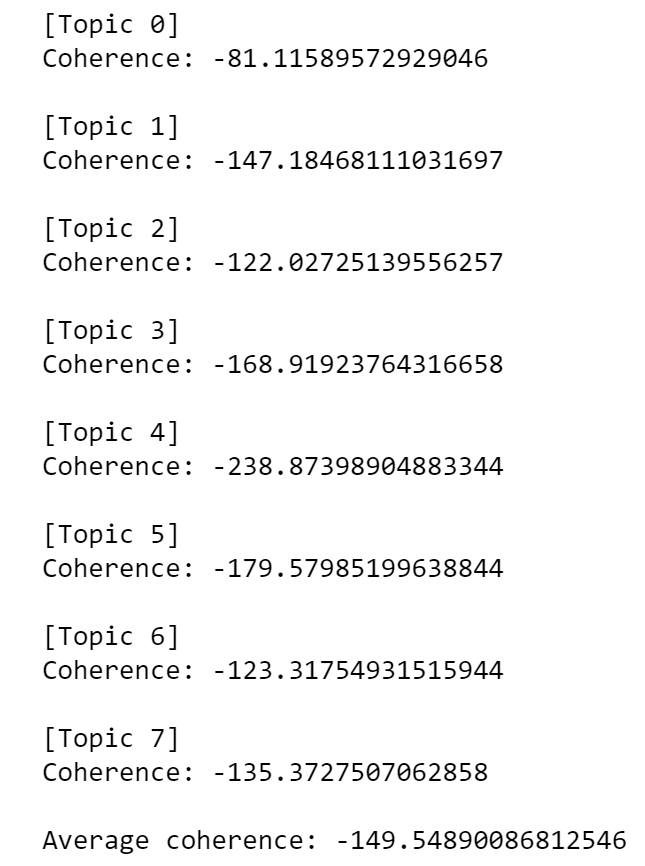 [Topic 0]
Coherence: -81.11589572929046
[Topic 1]
Coherence: -147.18468111031697
[Topic 2]
Coherence: -122.02725139556257
[Topic 3]
Coherence: -168.91923764316658
[Topic 4]
Coherence: -238.87398904883344
[Topic 5]
Coherence: -179.57985199638844
[Topic 6]
Coherence: -123.31754931515944
[Topic 7]
Coherence: -135.3727507062858
Average coherence: -149.54890086812546